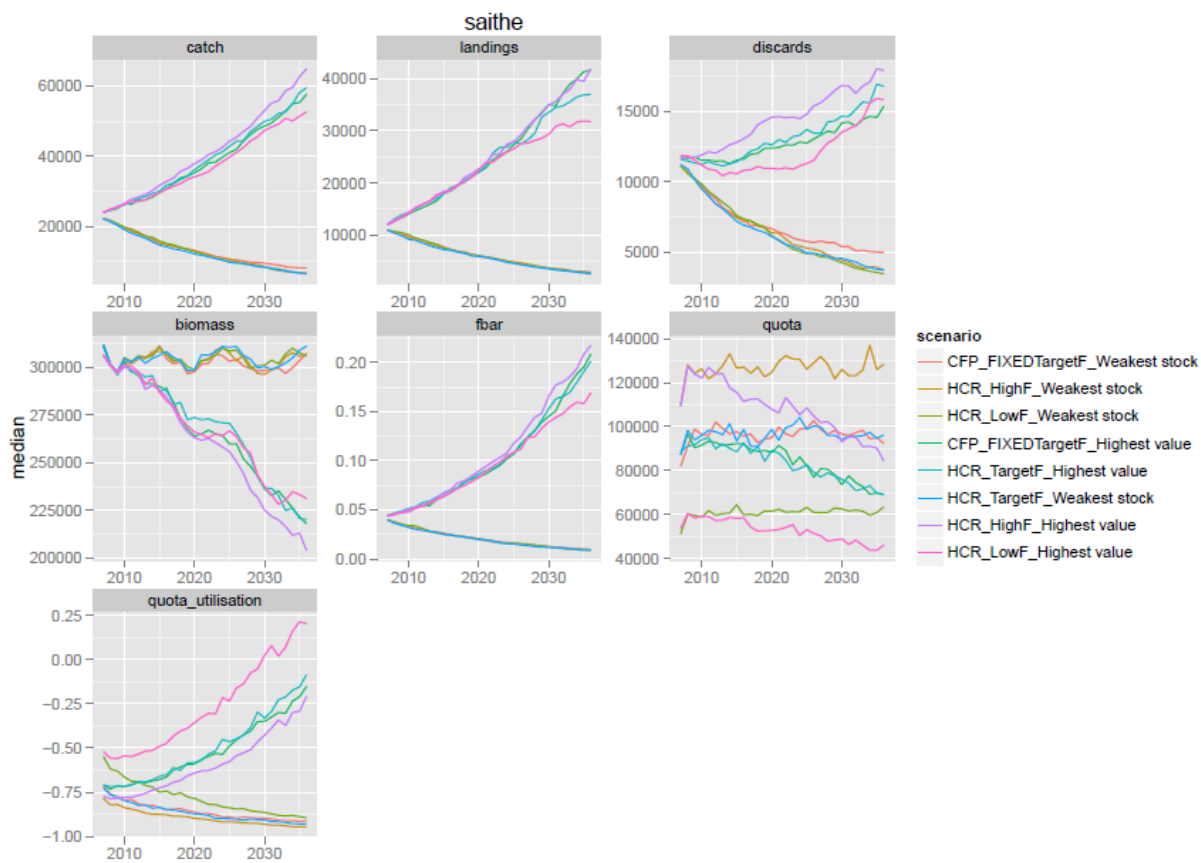 saithe
catch
landings
discards
60000
40000
20000
40000
30000
20000
10000
15000
10000
5000
2010 2020 2030
2010 2020 2030
2010 2020 2030
biomass
fbar
quota
median
300000
275000
250000
225000
200000
0.20
0.15
0.10
0.05
0.00
140000
120000
100000
80000
60000
40000
2010 2020 2030
2010 2020 2030
2010 2020 2030
scenario
CFP_FIXEDTargetF_Weakest stock
HCR_HighF_Weakest stock
HCR_LowF_Weakest stock
CFP_FIXEDTargetF_Highest value
HCR_TargetF_Highest value
HCR_TargetF_Weakest stock
HCR_HighF_Highest value
HCR_LowF_Highest value
quota_utilisation
0.25
0.00
−0.25
−0.50
−0.75
−1.00
2010 2020 2030